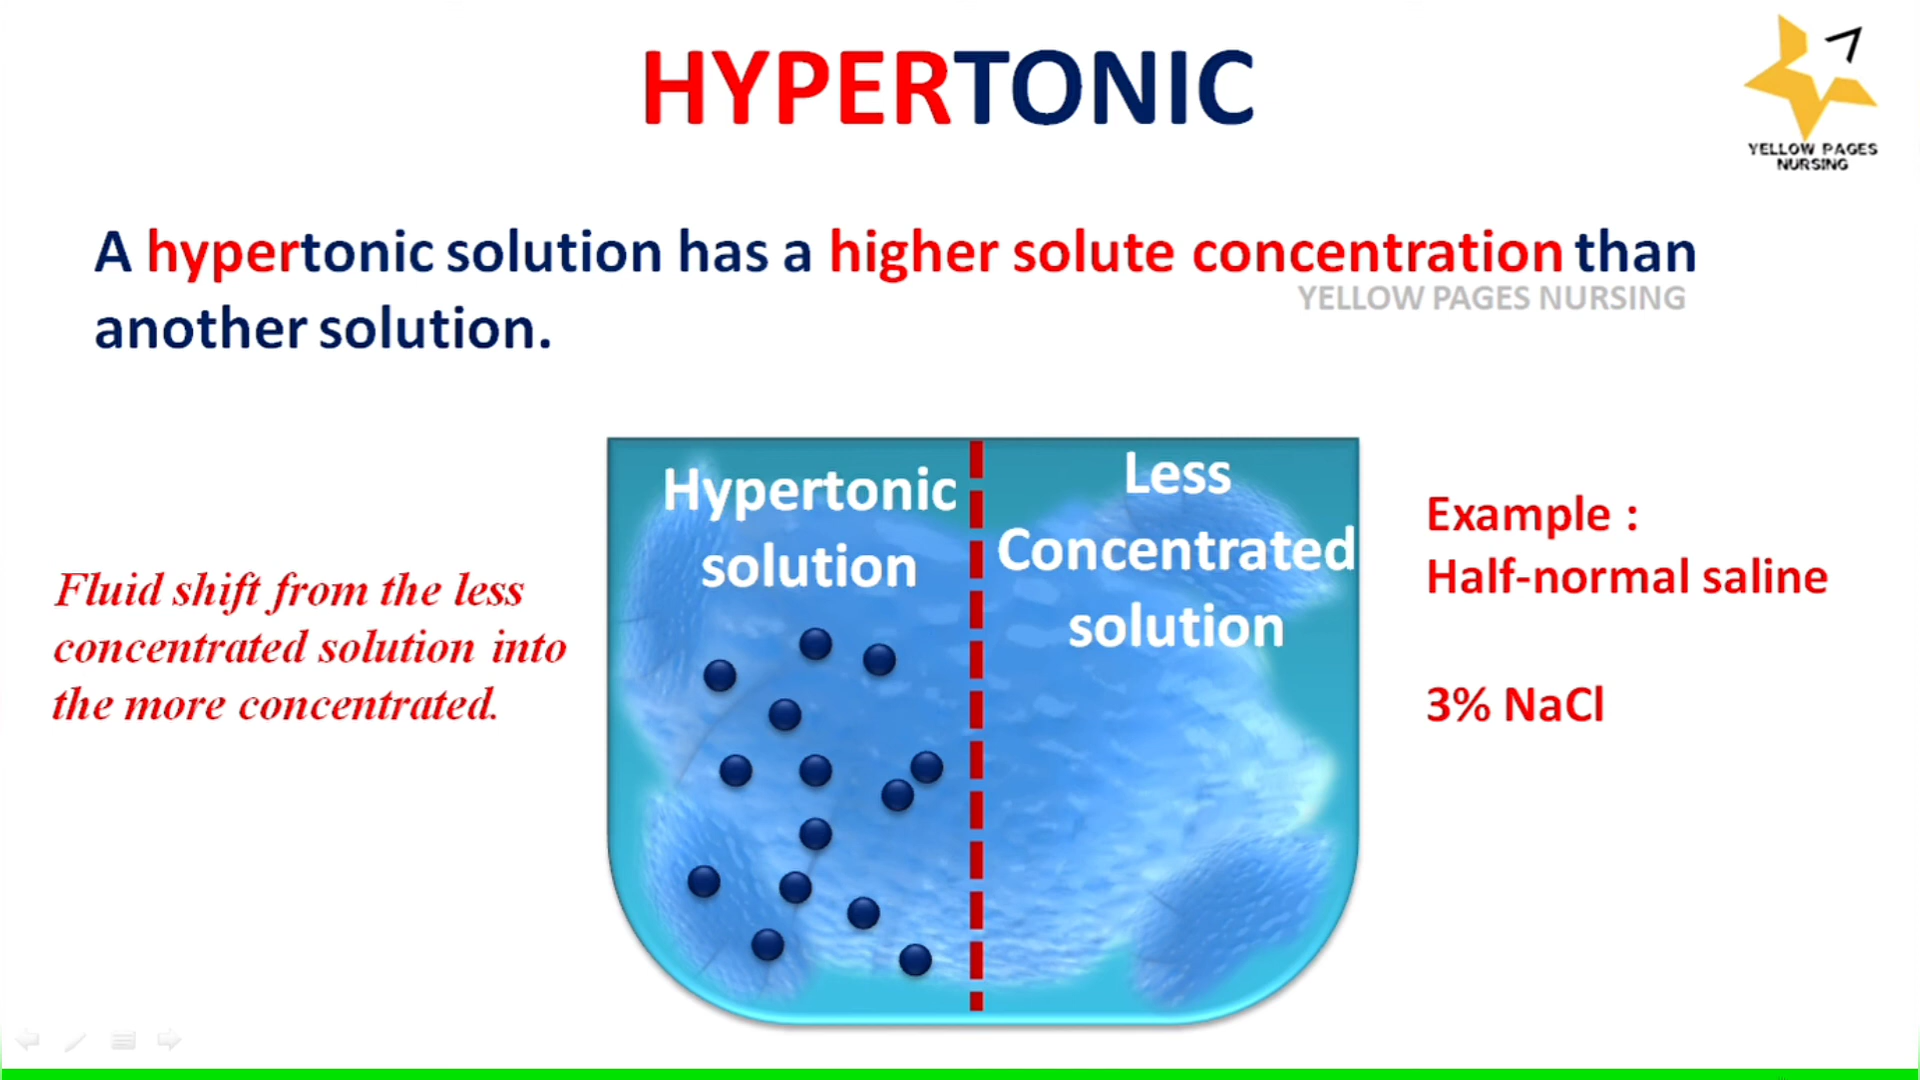 HYPERTONIC
YELLOW PAGES
NURSING
A hypertonic solution has a higher solute concentration than
YELLOW PAGES NURSING
another solution.
Fluid shift from the less
concentrated solution into
the more concentrated.
Hypertonic
solution
Less
Concentrated
solution
Example :
Half-normal saline
3% NaCl